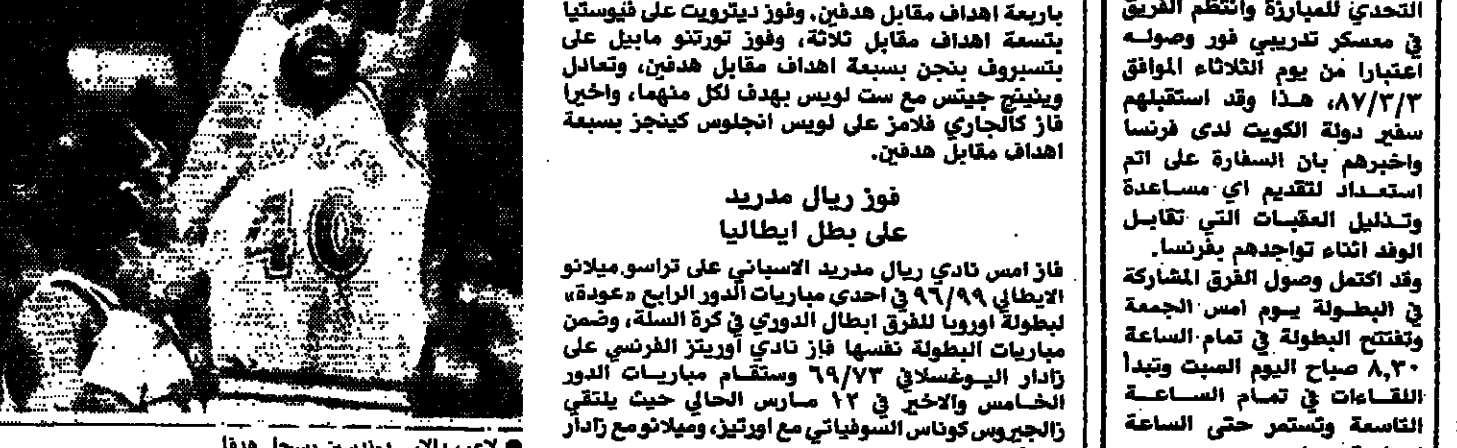 التحدي للمبارزة وانتظم الفريق
في معسكر تدريبي فور وصوله
اعتبارا من يوم الثلاثاء الموافق
٨٧/٣/٣، هذا وقد استقبلهم
سفير دولة الكويت لدى فرنسا
واخبرهم بان السفارة على اتم
استعداد لتقديم اي مساعدة
وتذليل العقبات التي تقابل
الوفد اثناء تواجدهم بفرنسا.
وقد اكتمل وصول الفرق المشاركة
في البطولة يوم امس الجمعة
وتفتتح البطولة في تمام الساعة
٨,٣٠ صباح اليوم السبت وتبدأ
اللقاءات في تمام الساعة
التاسعة وتستمر حتى الساعة
باربعة اهداف مقابل هدفين. وفوز ديترويت على فيوستيا
بتسعة اهداف مقابل ثلاثة، وفوز تورتنو مابيل على
بتسبروف بنجن بسبعة اهداف مقابل هدفين، وتعادل
وينينج جيتس مع ست لويس بهدف لكل منهما، واخيرا
فاز كالجاري فلامز على لويس انجلوس كينجز بسبعة
اهداف مقابل هدفين.
فوز ريال مدريد
على بطل ايطاليا
فاز امس نادي ريال مدريد الاسباني على تراسو ميلانو
الايطالي ٩٦/٩٩ في احدى مباريات الدور الرابع «عودة»
لبطولة اوروبا للفرق ابطال الدوري في كرة السلة، وضمن
مباريات البطولة نفسها فاز نادي اوريتز الفرنسي على
زادار اليوغسلافي ٦٩/٧٣ وستقام مباريات الدور
الخامس والاخير في ١٢ مارس الحالي حيث يلتقي
زالجيروس كوناس السوفياتي مع اورتيز، وميلانو مع زادار